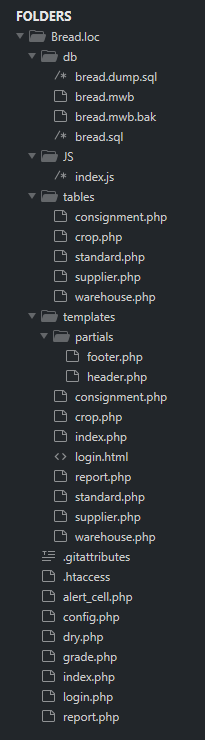 FOLDERS
Bread.loc
db
/* bread.dump.sql
bread.mwb
bread.mwb.bak
/* bread.sql
JS
/* index.js
tables
consignment.php
crop.php
standard.php
supplier.php
warehouse.php
templates
partials
footer.php
header.php
consignment.php
crop.php
index.php
<> login.html
report.php
standard.php
supplier.php
warehouse.php
.gitattributes
.htaccess
alert_cell.php
config.php
dry.php
grade.php
index.php
login.php
report.php